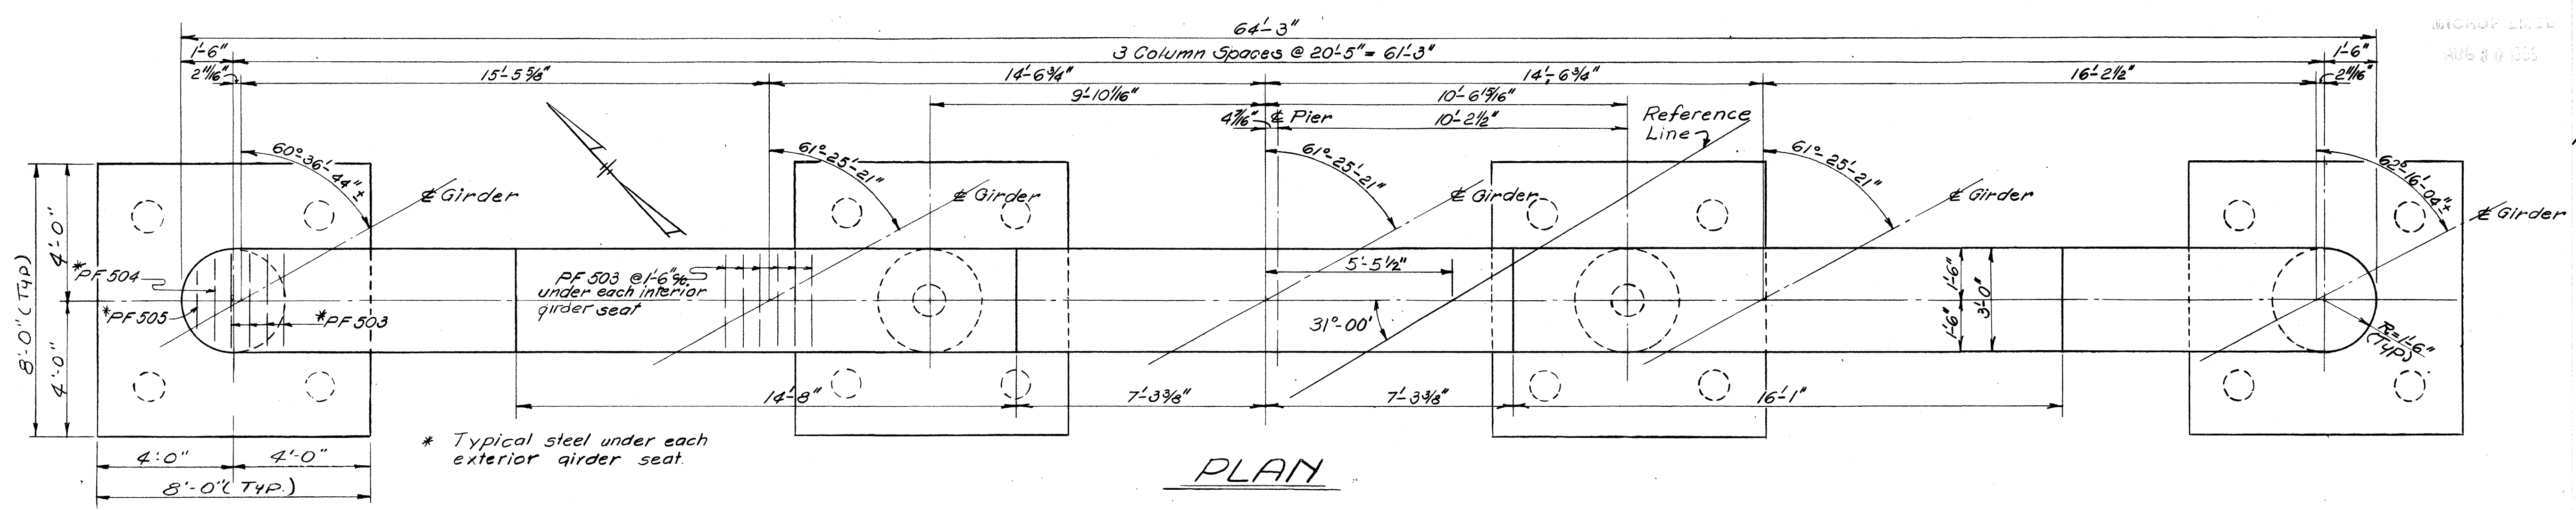 64'-3"
1'-6"
3 Column Spaces @ 20'-5" = 61'-3"
1'-6"
2 11/16"
15'-5 5/8"
14'-6 3/4"
14'-6 3/4"
16'-2 1/2"
2 11/16"
9'-10 1/16"
10'-6 15/16"
4 7/16"
℄ Pier
10'-2 1/2"
Reference
Line
60°-36'-44"±
61°-25'-21"
61°-25'-21"
61°-25'-21"
62°-16'-04"±
℄ Girder
℄ Girder
℄ Girder
℄ Girder
℄ Girder
8'-0" (TYP)
4'-0"
4'-0"
*PF 504
*PF 505
*PF 503
PF 503 @ 1'-6" %
under each interior
girder seat
5'-5 1/2"
31°-00'
1'-6"
1'-6"
3'-0"
R=1'-6"
(TYP)
14'-8"
7'-3 3/8"
7'-3 3/8"
16'-1"
* Typical steel under each
exterior girder seat.
4'-0"
4'-0"
8'-0" (TYP.)
PLAN